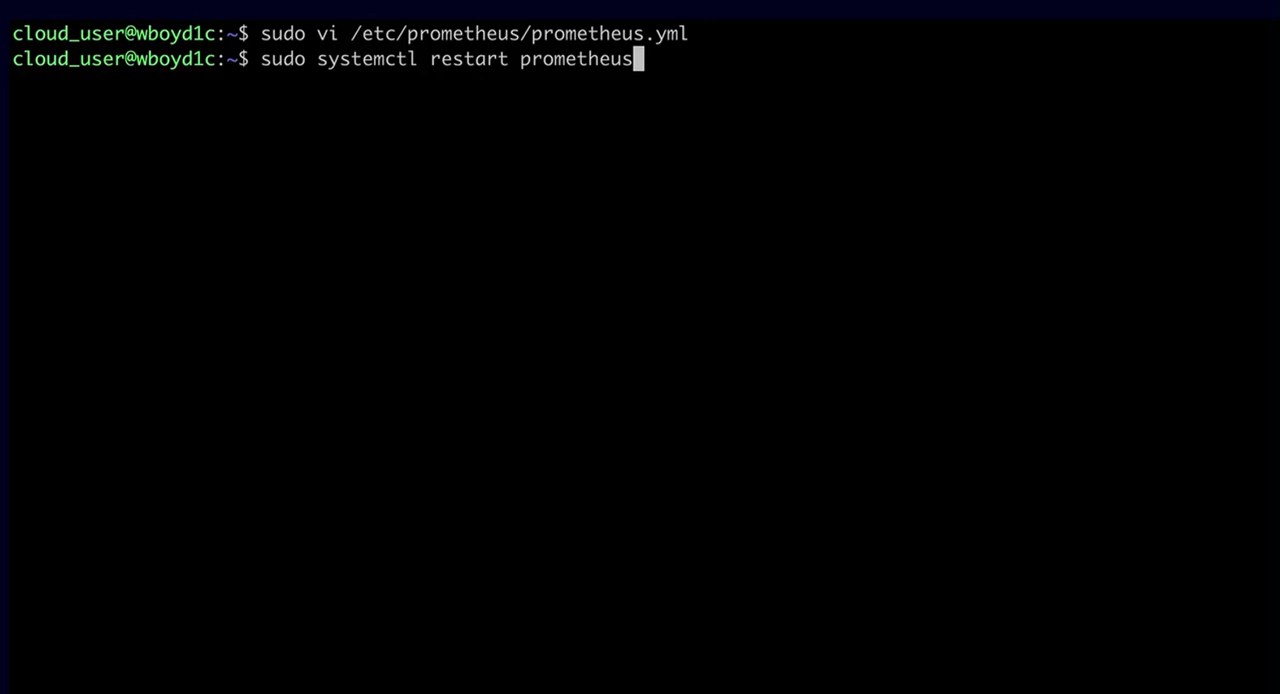 cloud_user@wboyd1c:~$ sudo vi /etc/prometheus/prometheus.yml
cloud_user@wboyd1c:~$ sudo systemctl restart prometheus